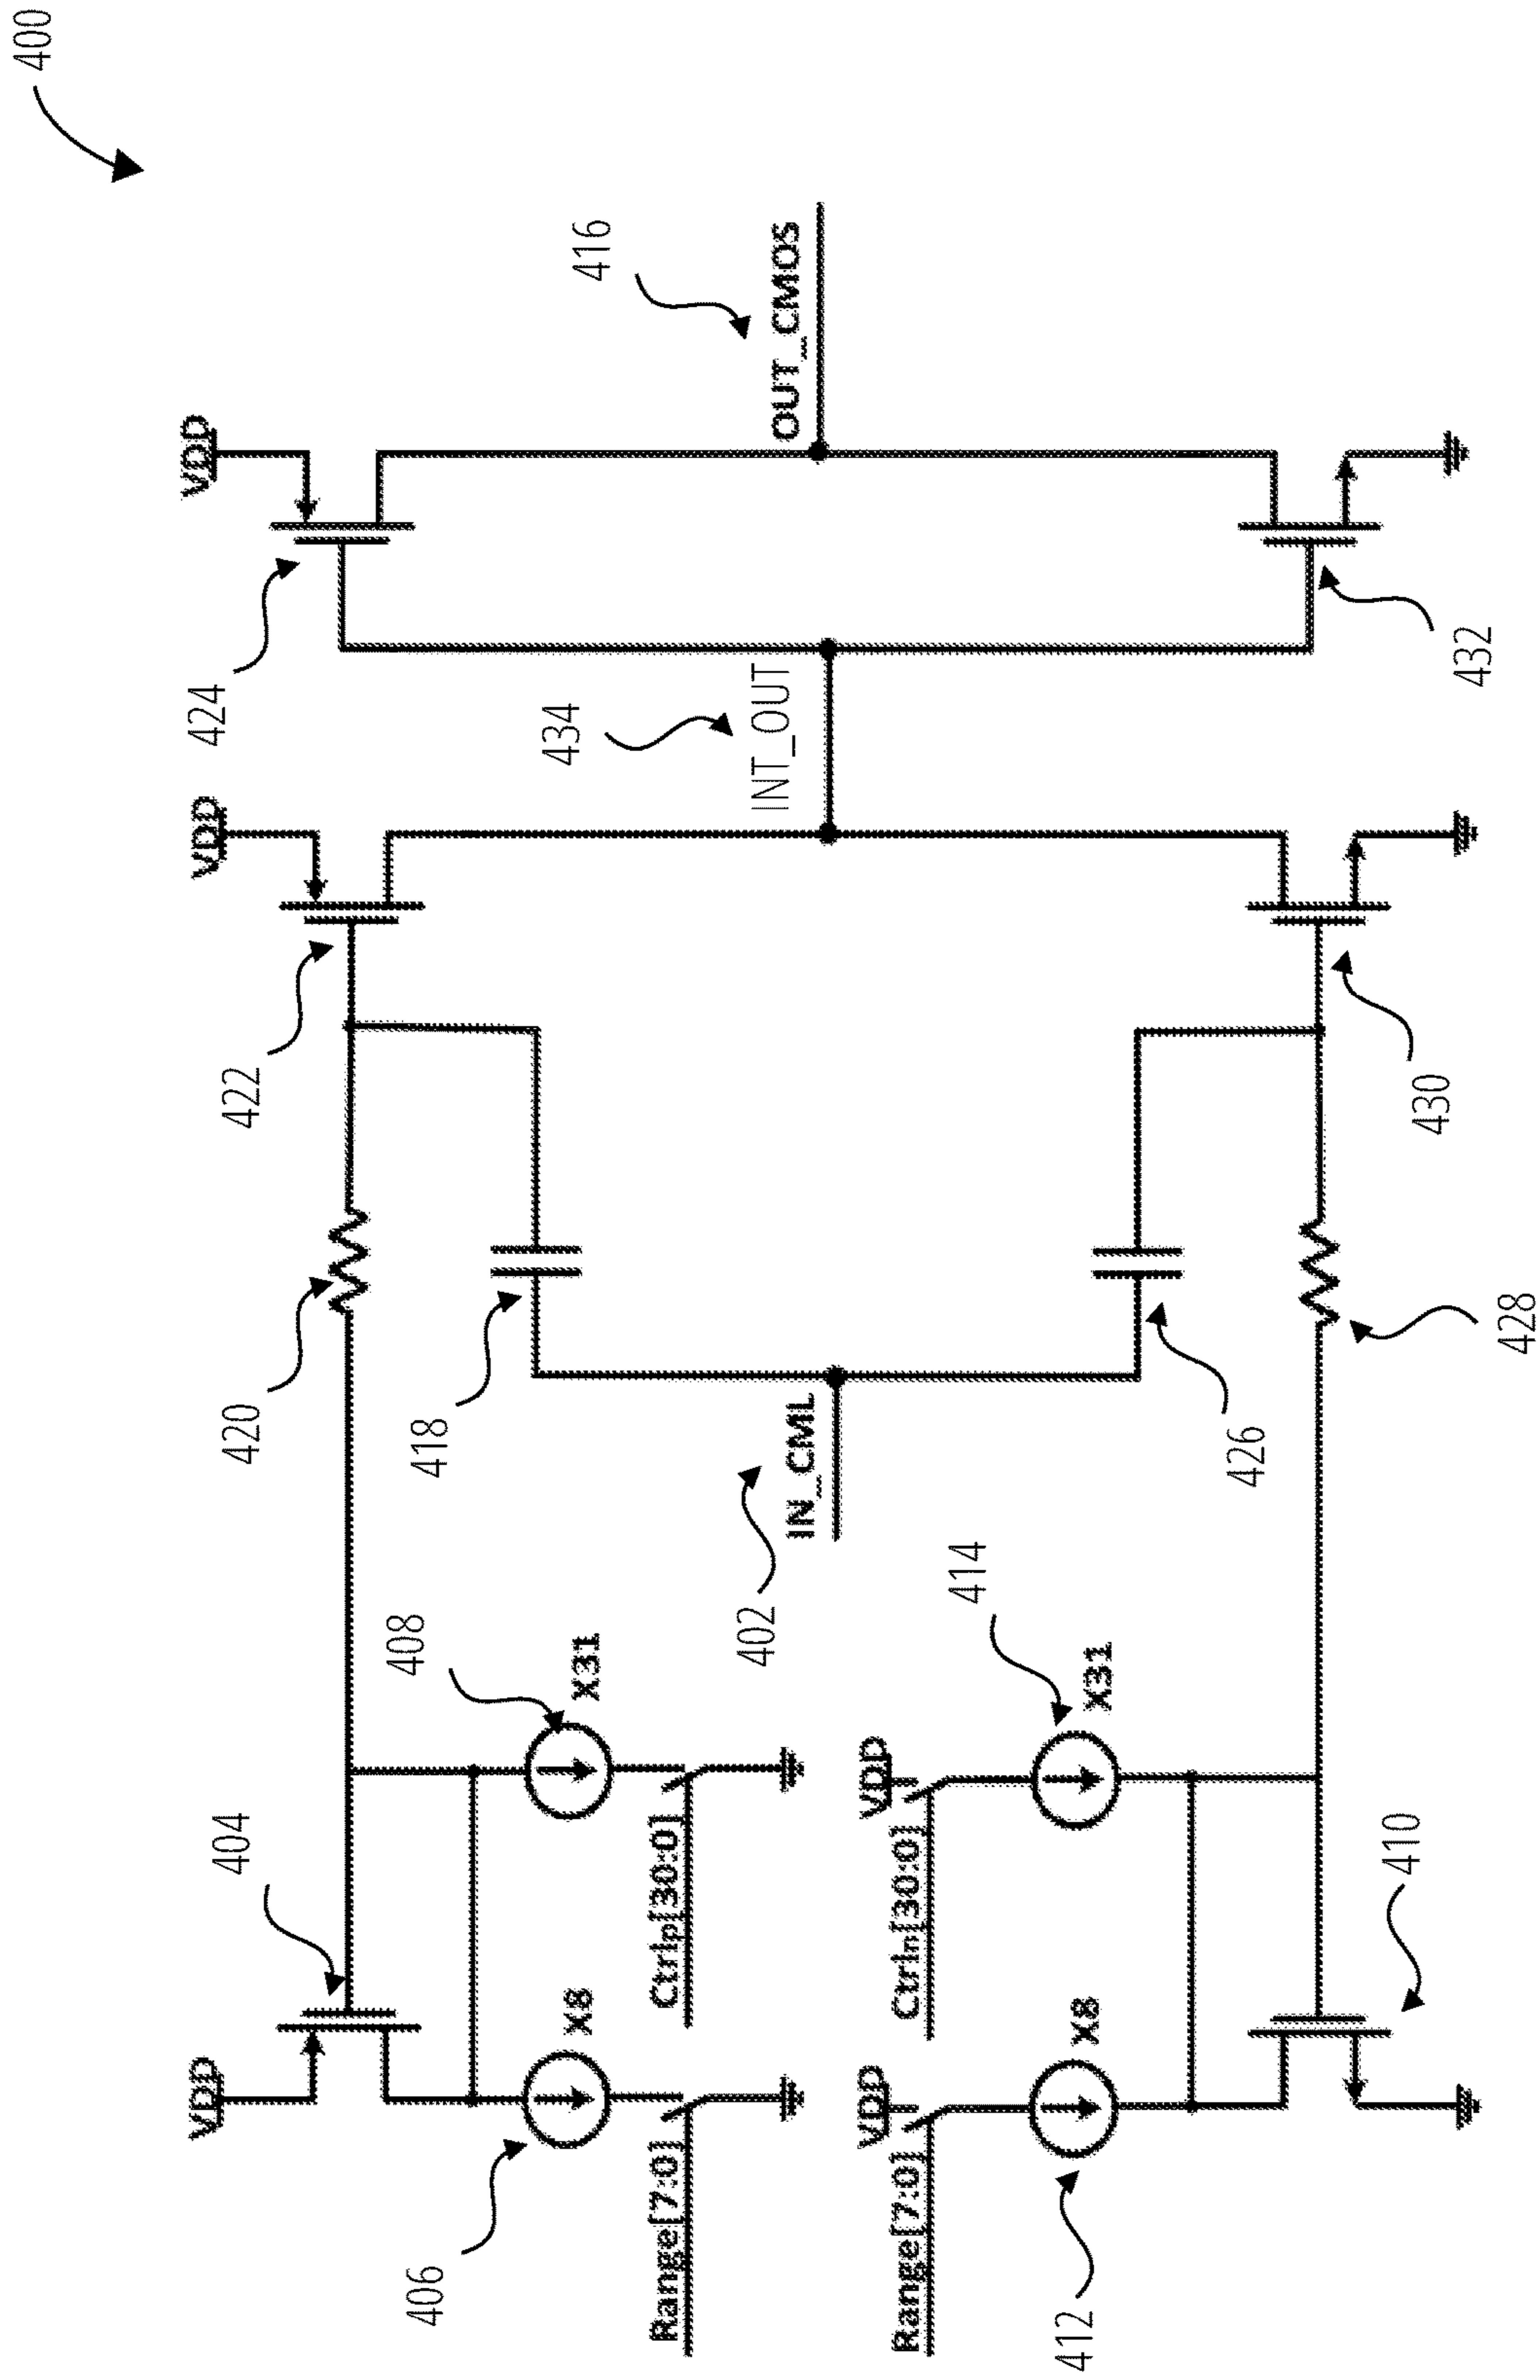 400
VDD
404
406
X8
Range[7:0]
408
X31
Ctrlp[30:0]
420
418
422
VDD
424
VDD
402
IN_CML
434
INT_OUT
416
OUT_CMOS
VDD
Range[7:0]
412
X8
VDD
Ctrln[30:0]
414
X31
410
426
428
430
432